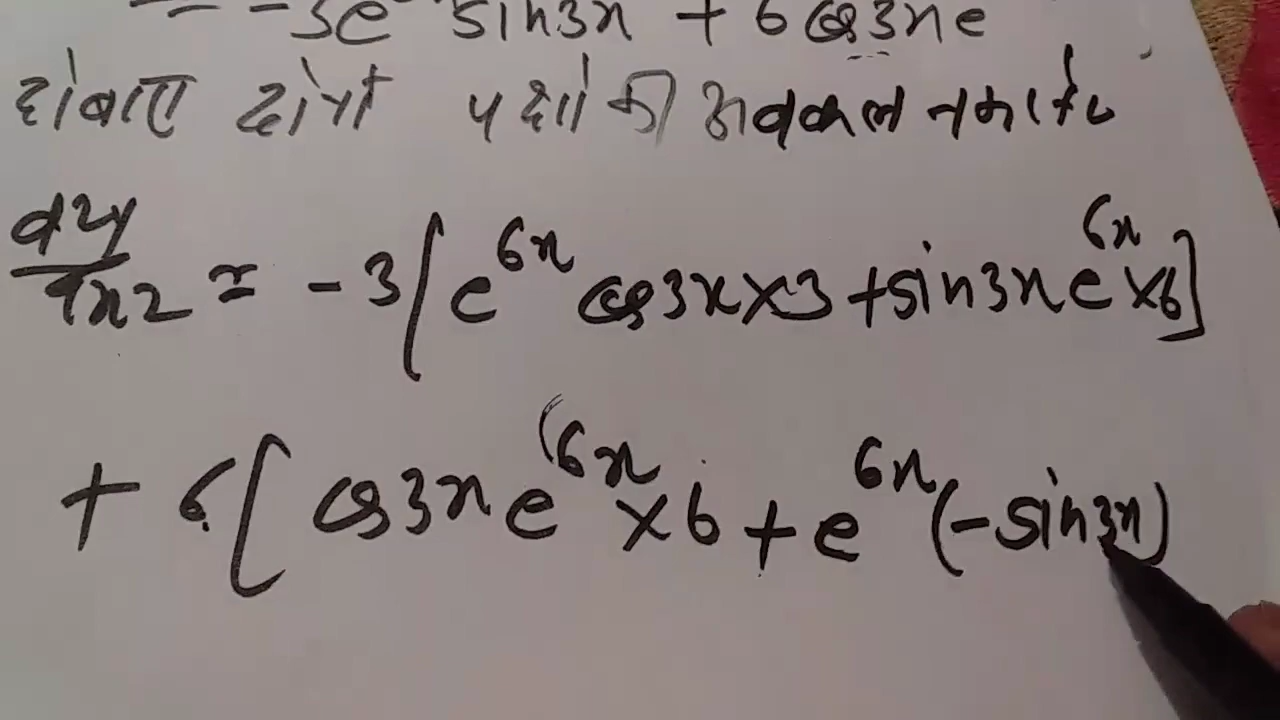 = -3e sin3x + 6 cos3x e
दोबारा दोनों पक्षों का अवकलन करने पर
d2y/dx2 = -3[e^6x cos3x×3 + sin3x e^6x ×6]
+ 6[cos3x e^6x ×6 + e^6x (-sin3x)